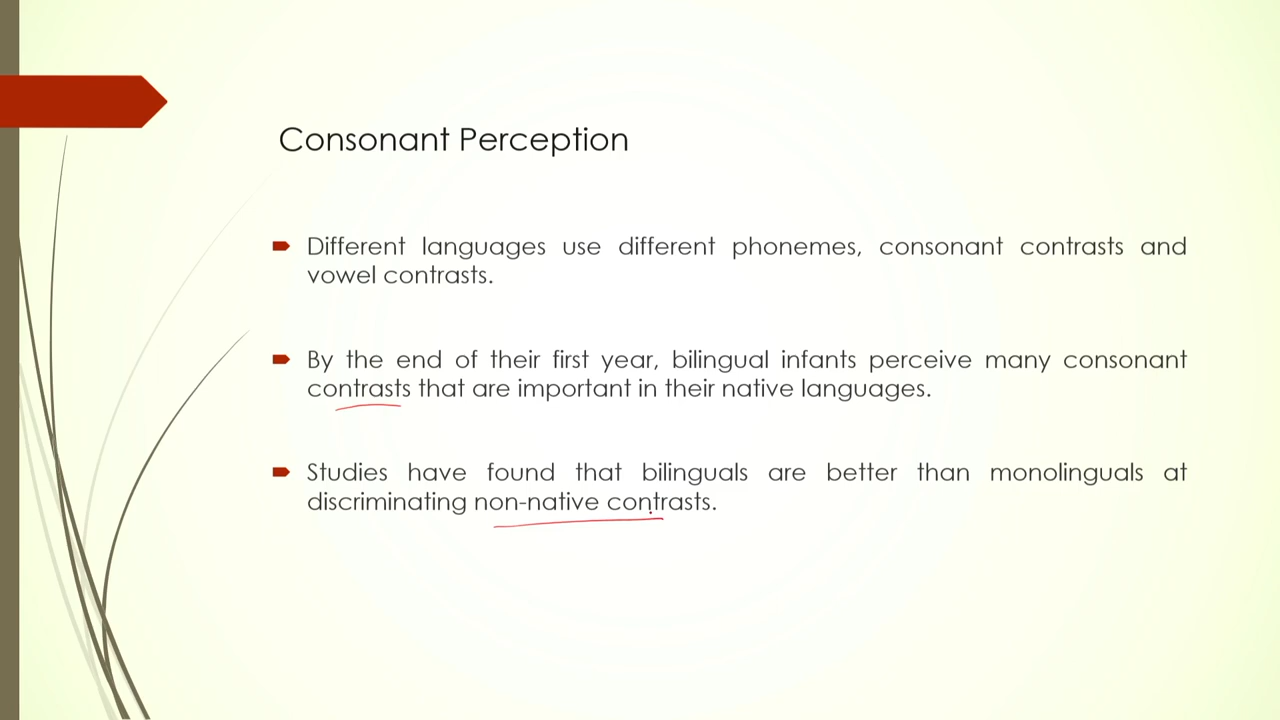 Consonant Perception
Different languages use different phonemes, consonant contrasts and
vowel contrasts.
By the end of their first year, bilingual infants perceive many consonant
contrasts that are important in their native languages.
Studies have found that bilinguals are better than monolinguals at
discriminating non-native contrasts.